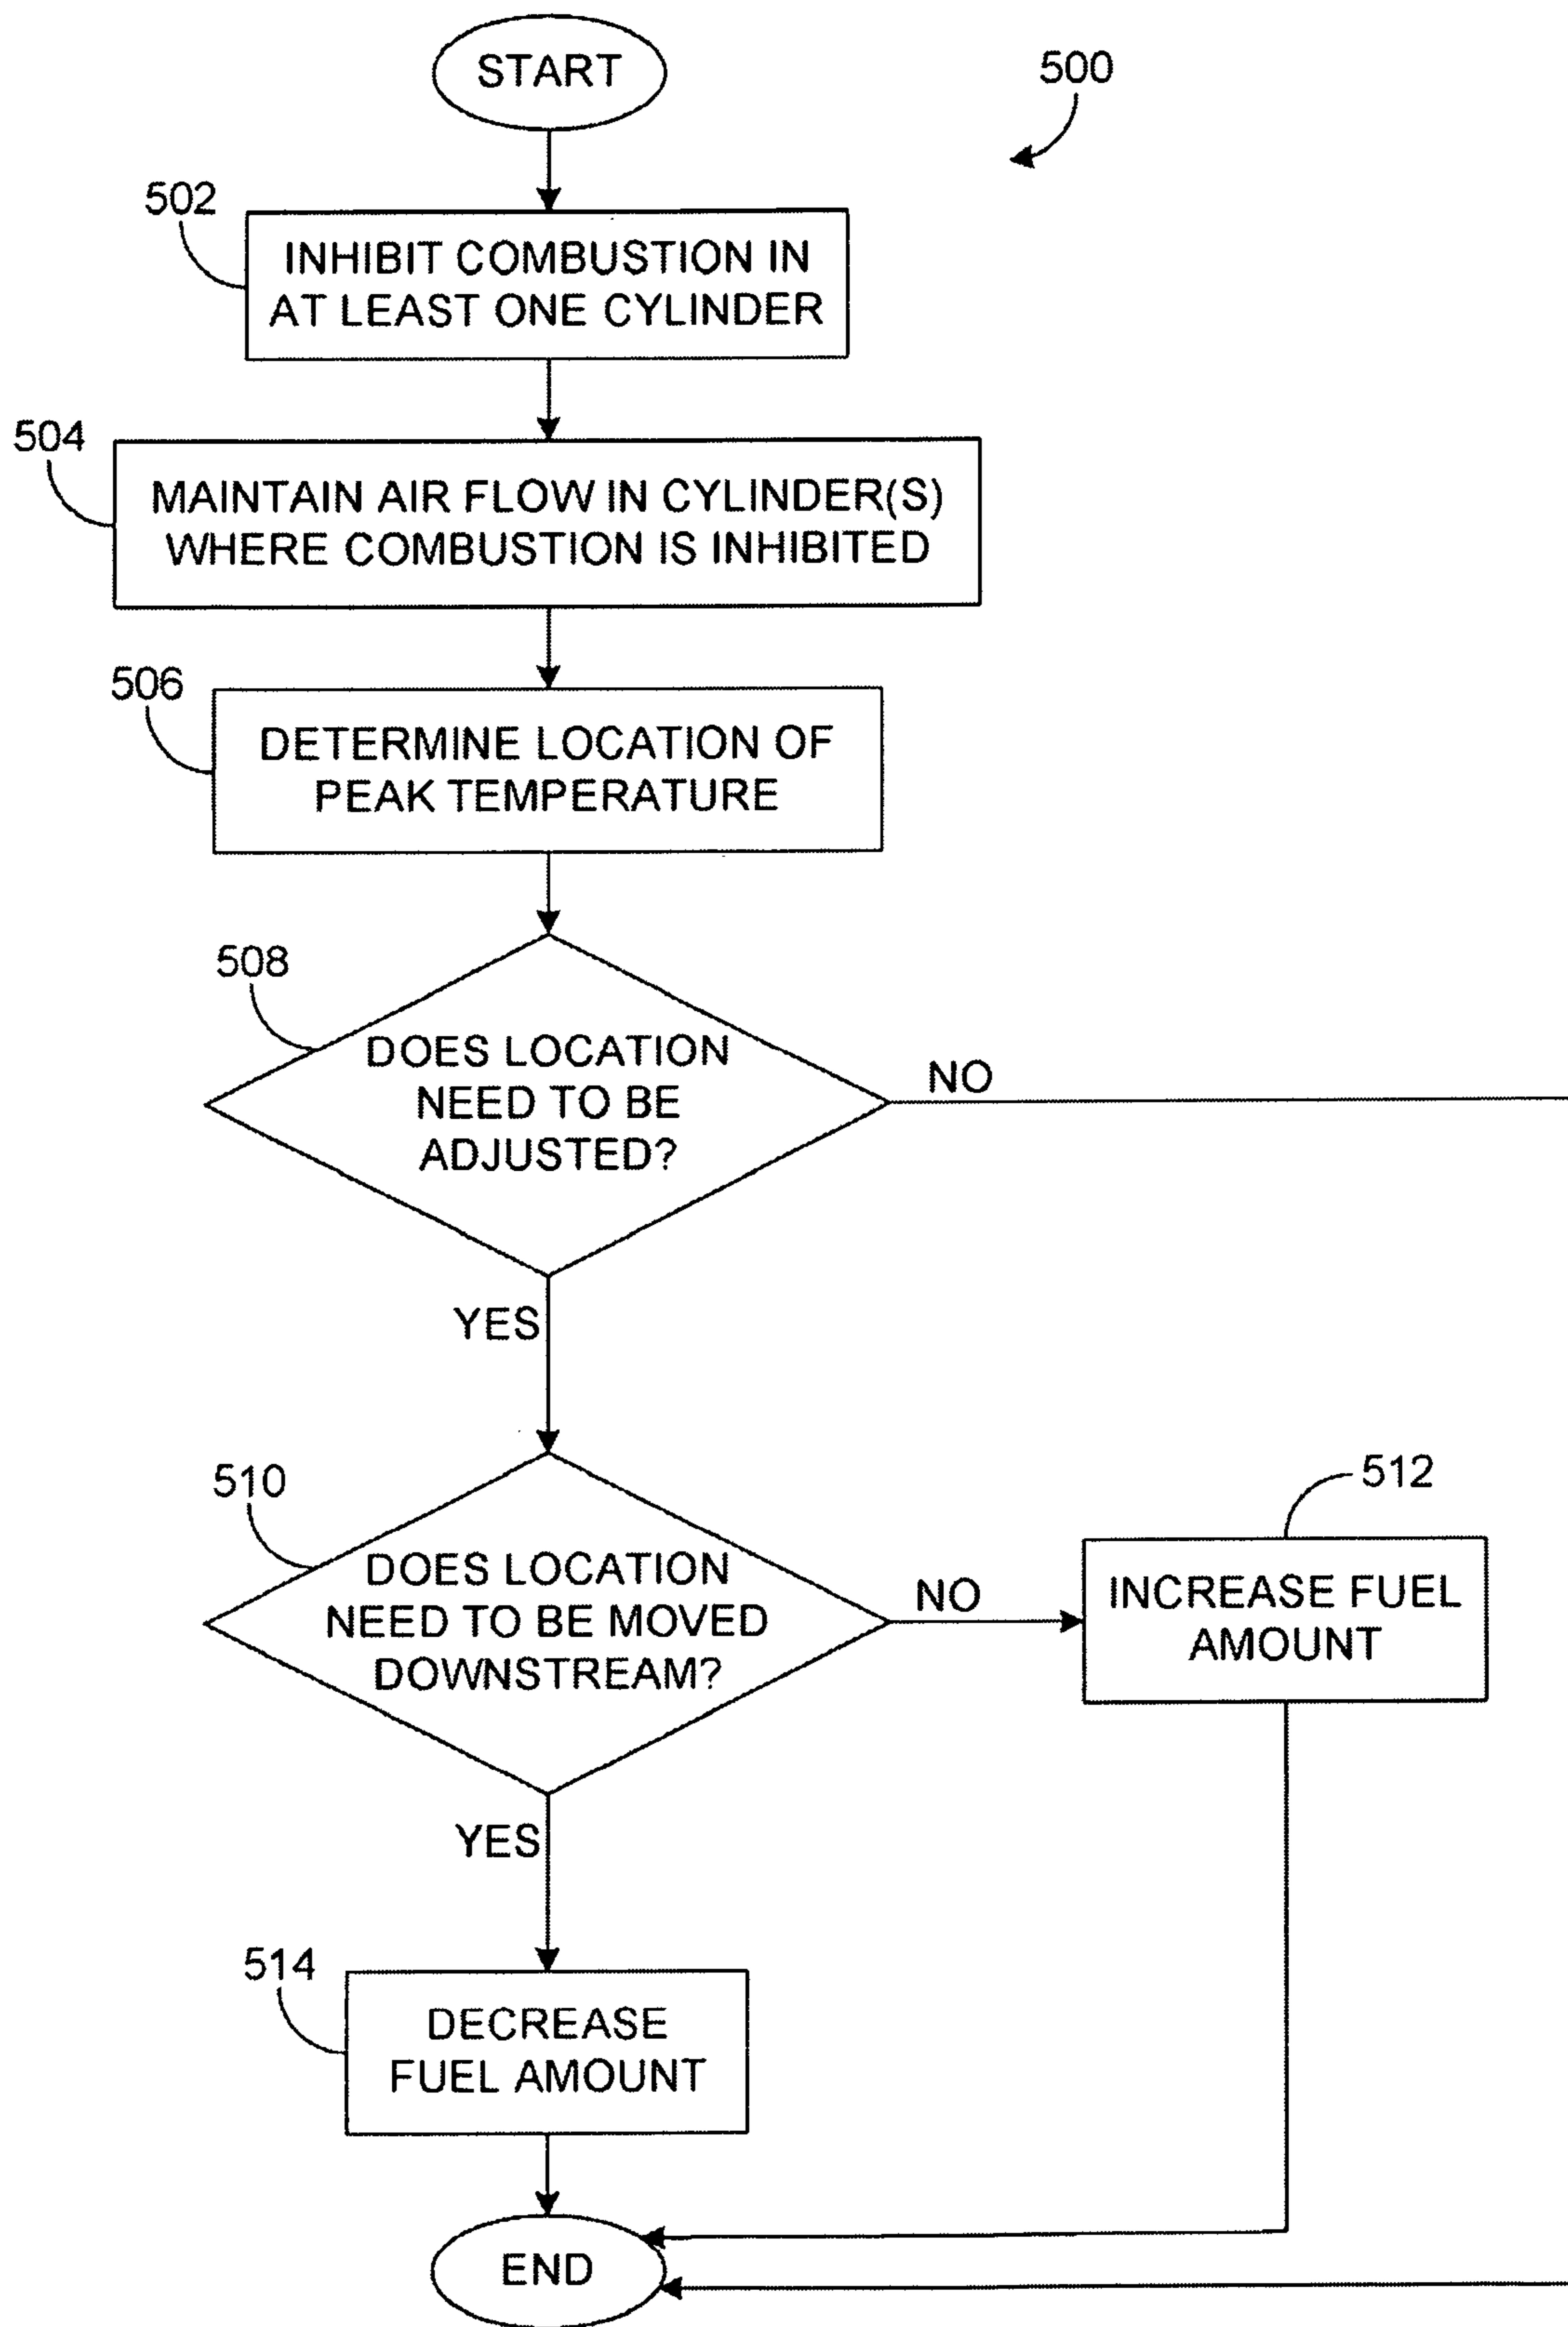 START
500
502
INHIBIT COMBUSTION IN
AT LEAST ONE CYLINDER
504
MAINTAIN AIR FLOW IN CYLINDER(S)
WHERE COMBUSTION IS INHIBITED
506
DETERMINE LOCATION OF
PEAK TEMPERATURE
508
DOES LOCATION
NEED TO BE
ADJUSTED?
NO
YES
510
DOES LOCATION
NEED TO BE MOVED
DOWNSTREAM?
NO
512
INCREASE FUEL
AMOUNT
YES
514
DECREASE
FUEL AMOUNT
END